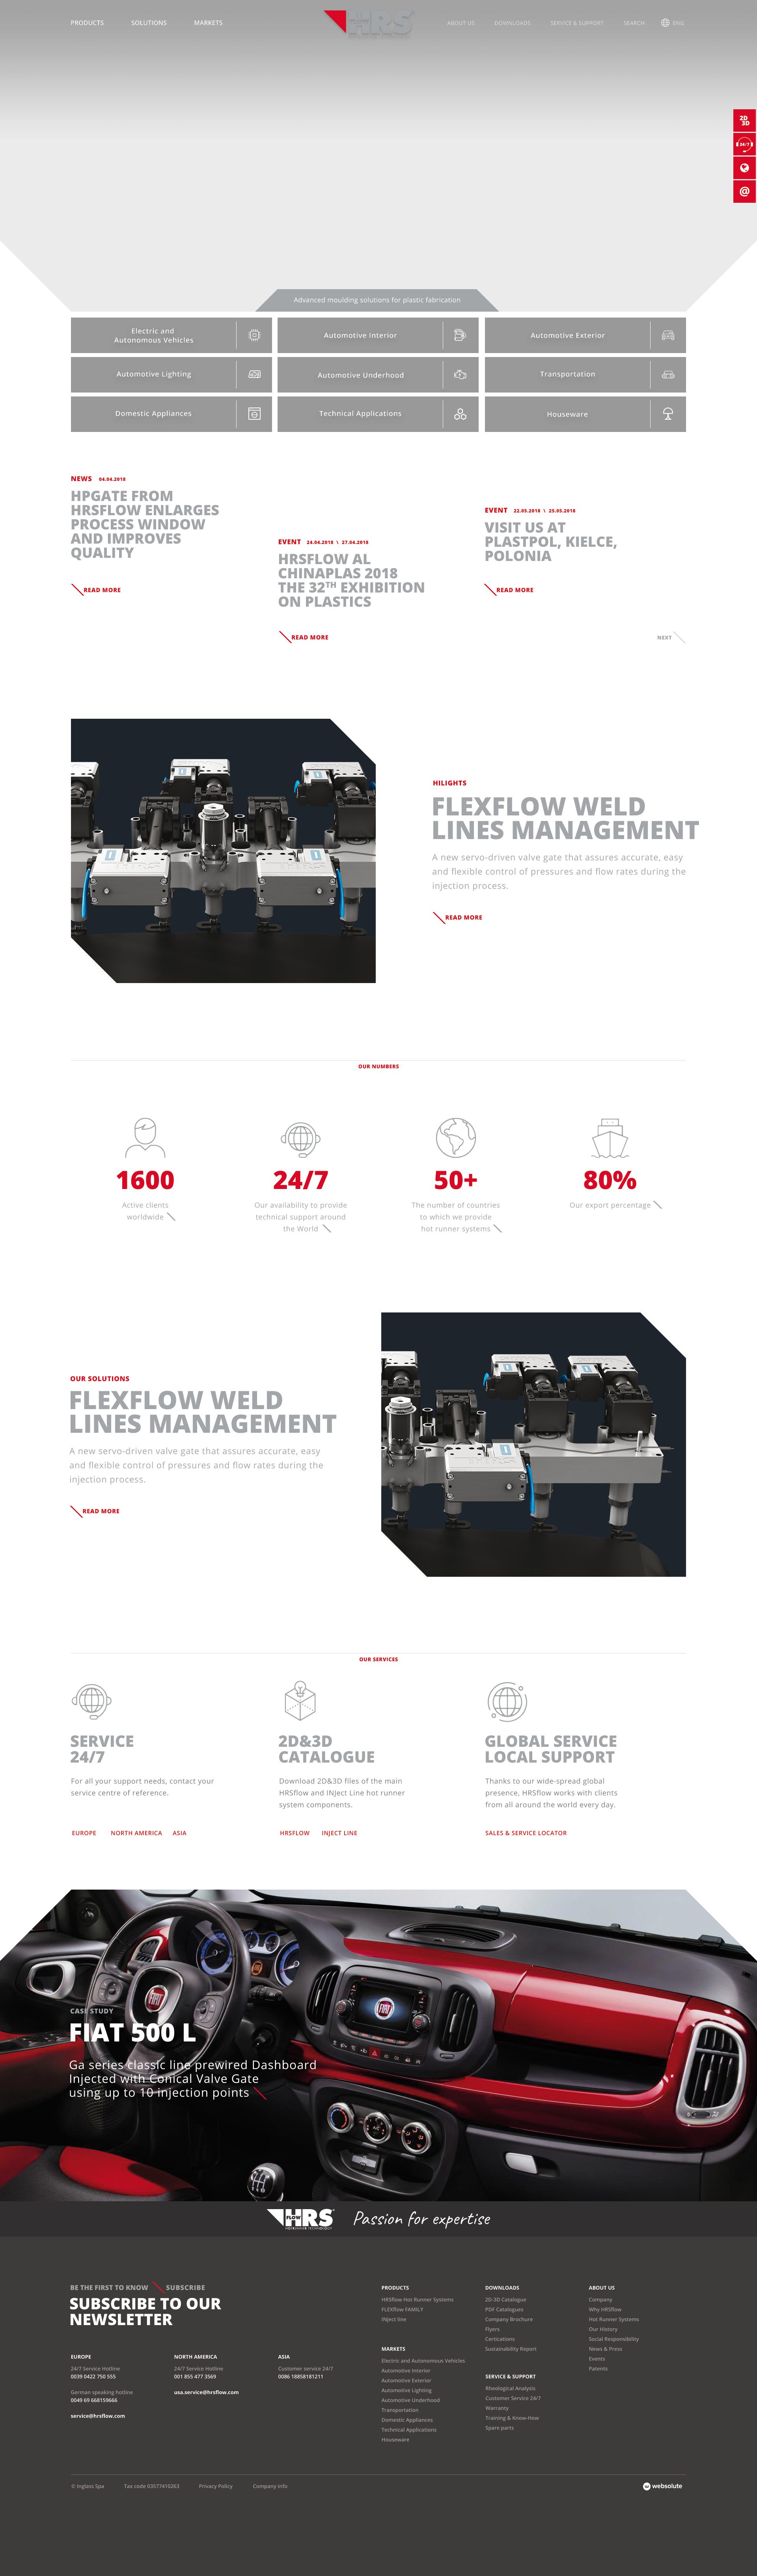 PRODUCTS SOLUTIONS MARKETS HRS ABOUT US DOWNLOADS SERVICE & SUPPORT SEARCH ENG
2D
3D
24/7
@
Advanced moulding solutions for plastic fabrication
Electric and
Autonomous Vehicles
Automotive Interior
Automotive Exterior
Automotive Lighting
Automotive Underhood
Transportation
Domestic Appliances
Technical Applications
Houseware
NEWS 04.04.2018
HPGATE FROM
HRSFLOW ENLARGES
PROCESS WINDOW
AND IMPROVES
QUALITY
READ MORE
EVENT 24.04.2018 \ 27.04.2018
HRSFLOW AL
CHINAPLAS 2018
THE 32TH EXHIBITION
ON PLASTICS
READ MORE
EVENT 22.05.2018 \ 25.05.2018
VISIT US AT
PLASTPOL, KIELCE,
POLONIA
READ MORE
NEXT
HILIGHTS
FLEXFLOW WELD
LINES MANAGEMENT
A new servo-driven valve gate that assures accurate, easy
and flexible control of pressures and flow rates during the
injection process.
READ MORE
OUR NUMBERS
1600
Active clients
worldwide
24/7
Our availability to provide
technical support around
the World
50+
The number of countries
to which we provide
hot runner systems
80%
Our export percentage
OUR SOLUTIONS
FLEXFLOW WELD
LINES MANAGEMENT
A new servo-driven valve gate that assures accurate, easy
and flexible control of pressures and flow rates during the
injection process.
READ MORE
OUR SERVICES
SERVICE
24/7
For all your support needs, contact your
service centre of reference.
EUROPE NORTH AMERICA ASIA
2D&3D
CATALOGUE
Download 2D&3D files of the main
HRSflow and INJect Line hot runner
system components.
HRSFLOW INJECT LINE
GLOBAL SERVICE
LOCAL SUPPORT
Thanks to our wide-spread global
presence, HRSflow works with clients
from all around the world every day.
SALES & SERVICE LOCATOR
FIAT
FIAT
CASE STUDY
FIAT 500 L
Ga series classic line prewired Dashboard
Injected with Conical Valve Gate
using up to 10 injection points
FLOW HRS
HOTRUNNER TECHNOLOGY
Passion for expertise
BE THE FIRST TO KNOW SUBSCRIBE
SUBSCRIBE TO OUR
NEWSLETTER
EUROPE
24/7 Service Hotline
0039 0422 750 555
German speaking hotline
0049 69 668159666
service@hrsflow.com
NORTH AMERICA
24/7 Service Hotline
001 855 477 3569
usa.service@hrsflow.com
ASIA
Customer service 24/7
0086 18858181211
PRODUCTS
HRSflow Hot Runner Systems
FLEXflow FAMILY
INJect line
MARKETS
Electric and Autonomous Vehicles
Automotive Interior
Automotive Exterior
Automotive Lighting
Automotive Underhood
Transportation
Domestic Appliances
Technical Applications
Houseware
DOWNLOADS
2D-3D Catalogue
PDF Catalogues
Company Brochure
Flyers
Certications
Sustainability Report
SERVICE & SUPPORT
Rheological Analysis
Customer Service 24/7
Warranty
Training & Know-How
Spare parts
ABOUT US
Company
Why HRSflow
Hot Runner Systems
Our History
Social Responsibility
News & Press
Events
Patents
© Inglass Spa Tax code 03577410263 Privacy Policy Company info
websolute